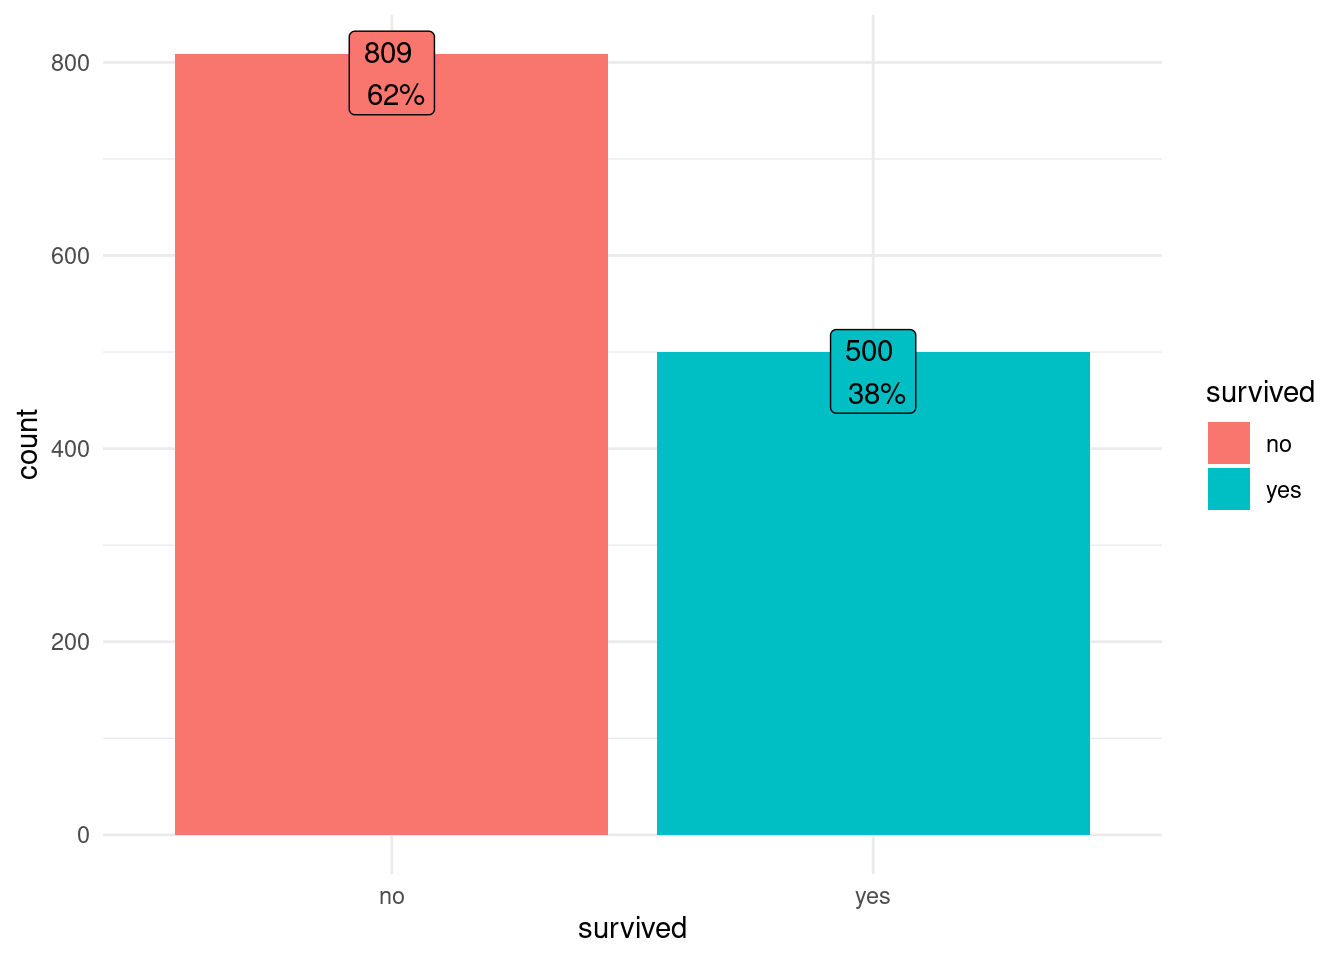 809
62%
500
38%
800
600
400
200
0
count
no
yes
survived
survived
no
yes